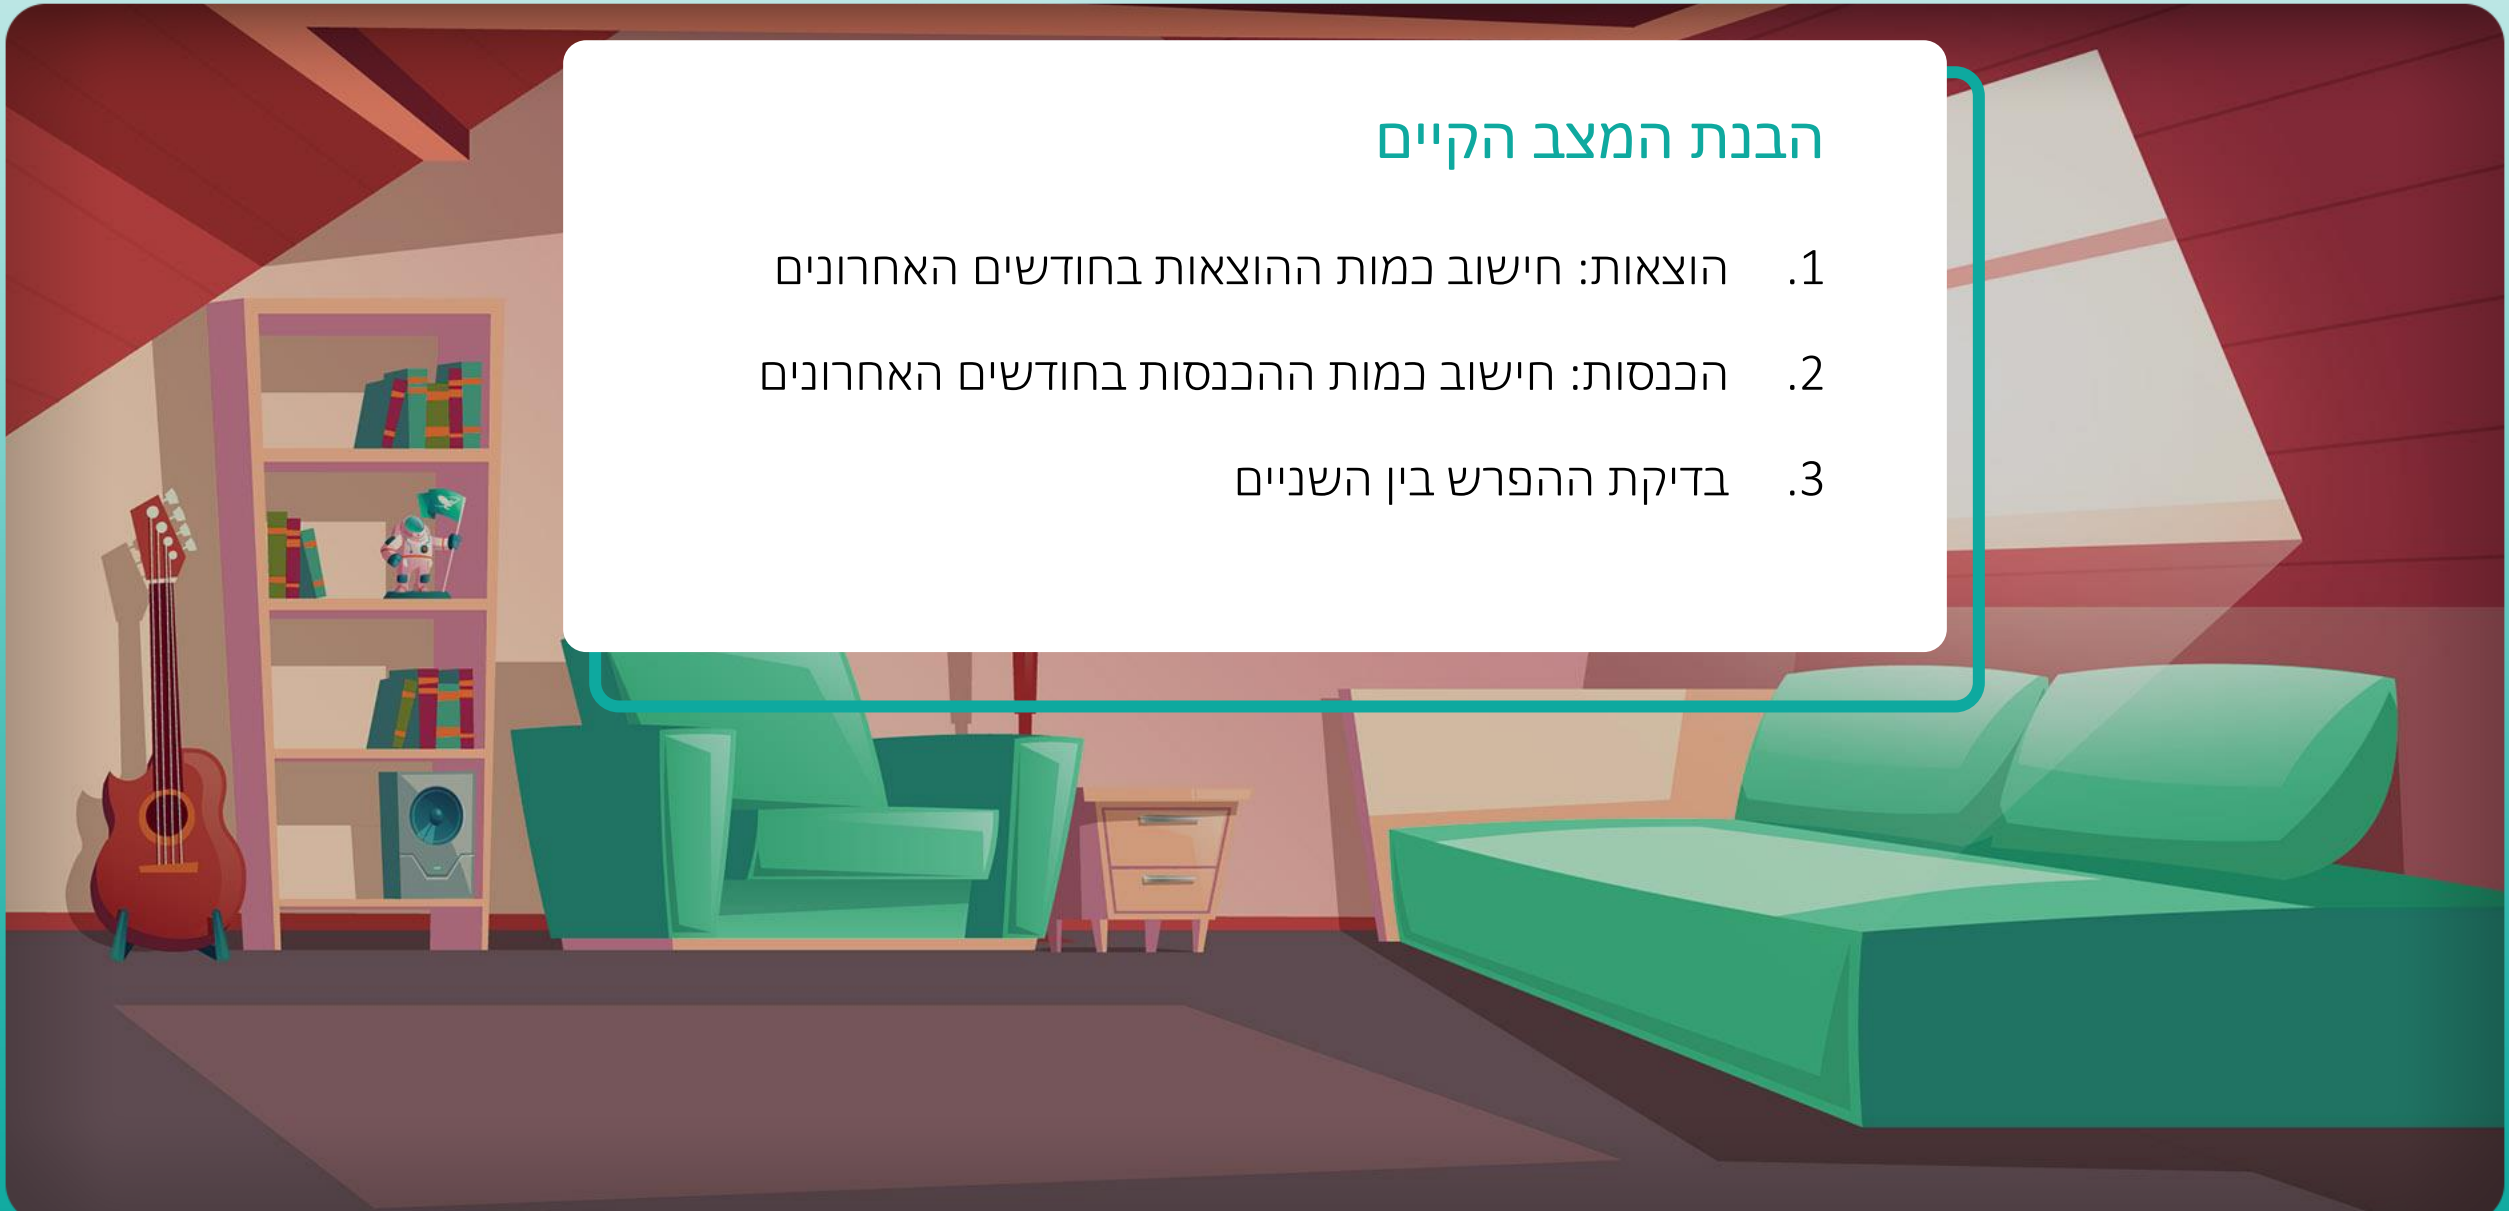 הבנת המצב הקיים
1. הוצאות: חישוב כמות ההוצאות בחודשים האחרונים
2. הכנסות: חישוב כמות ההכנסות בחודשים האחרונים
3. בדיקת ההפרש בין השניים